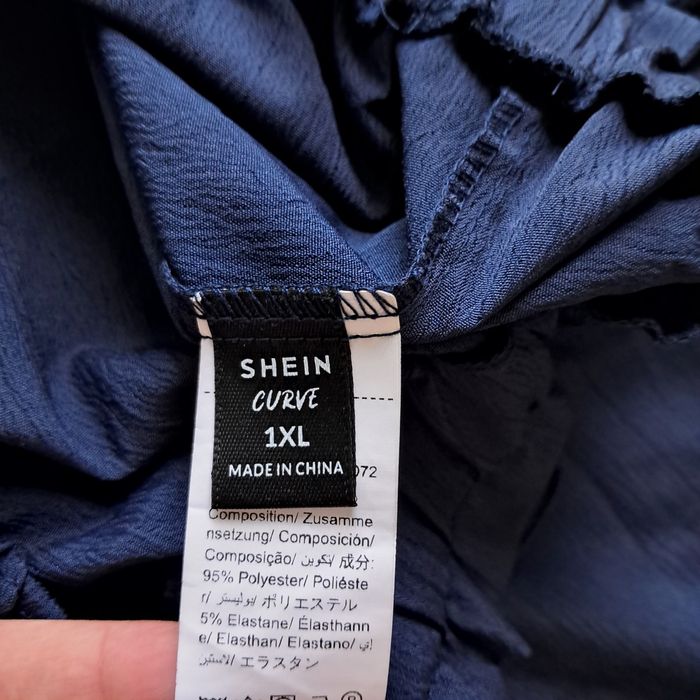 SHEIN
CURVE
1XL
MADE IN CHINA
072
Composition/ Zusamme
nsetzung/ Composición/
Composição/ تكوين/ 成分:
95% Polyester/ Poliéste
r/ بوليستر/ ポリエステル
5% Elastane/ Élasthann
e/ Elasthan/ Elastano/ إي
لاستين/ エラスタン